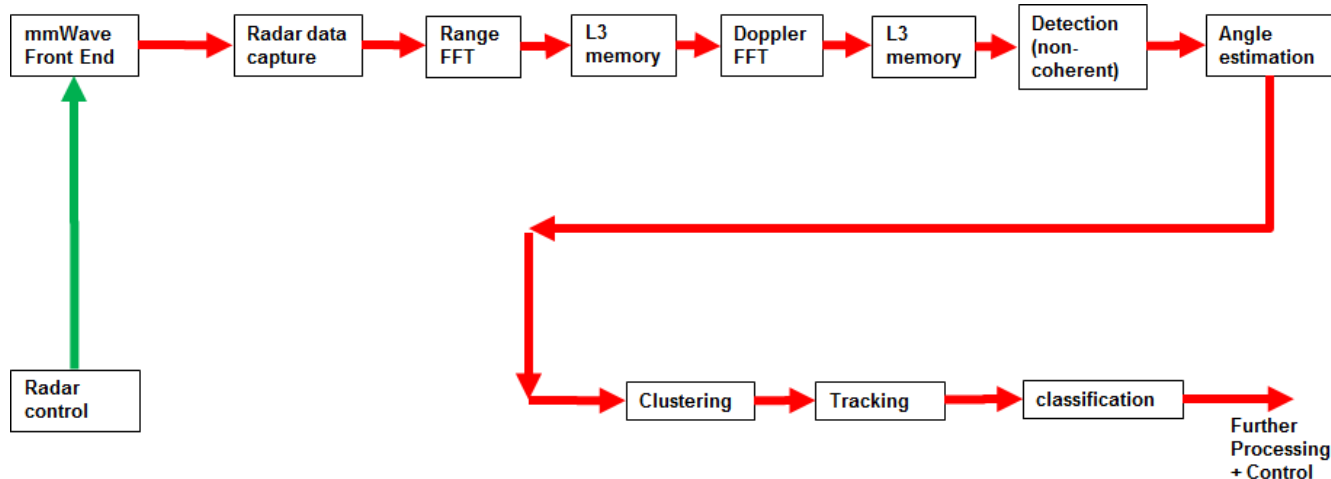 mmWave
Front End
Radar data
capture
Range
FFT
L3
memory
Doppler
FFT
L3
memory
Detection
(non-
coherent)
Angle
estimation
Radar
control
Clustering
Tracking
classification
Further
Processing
+ Control